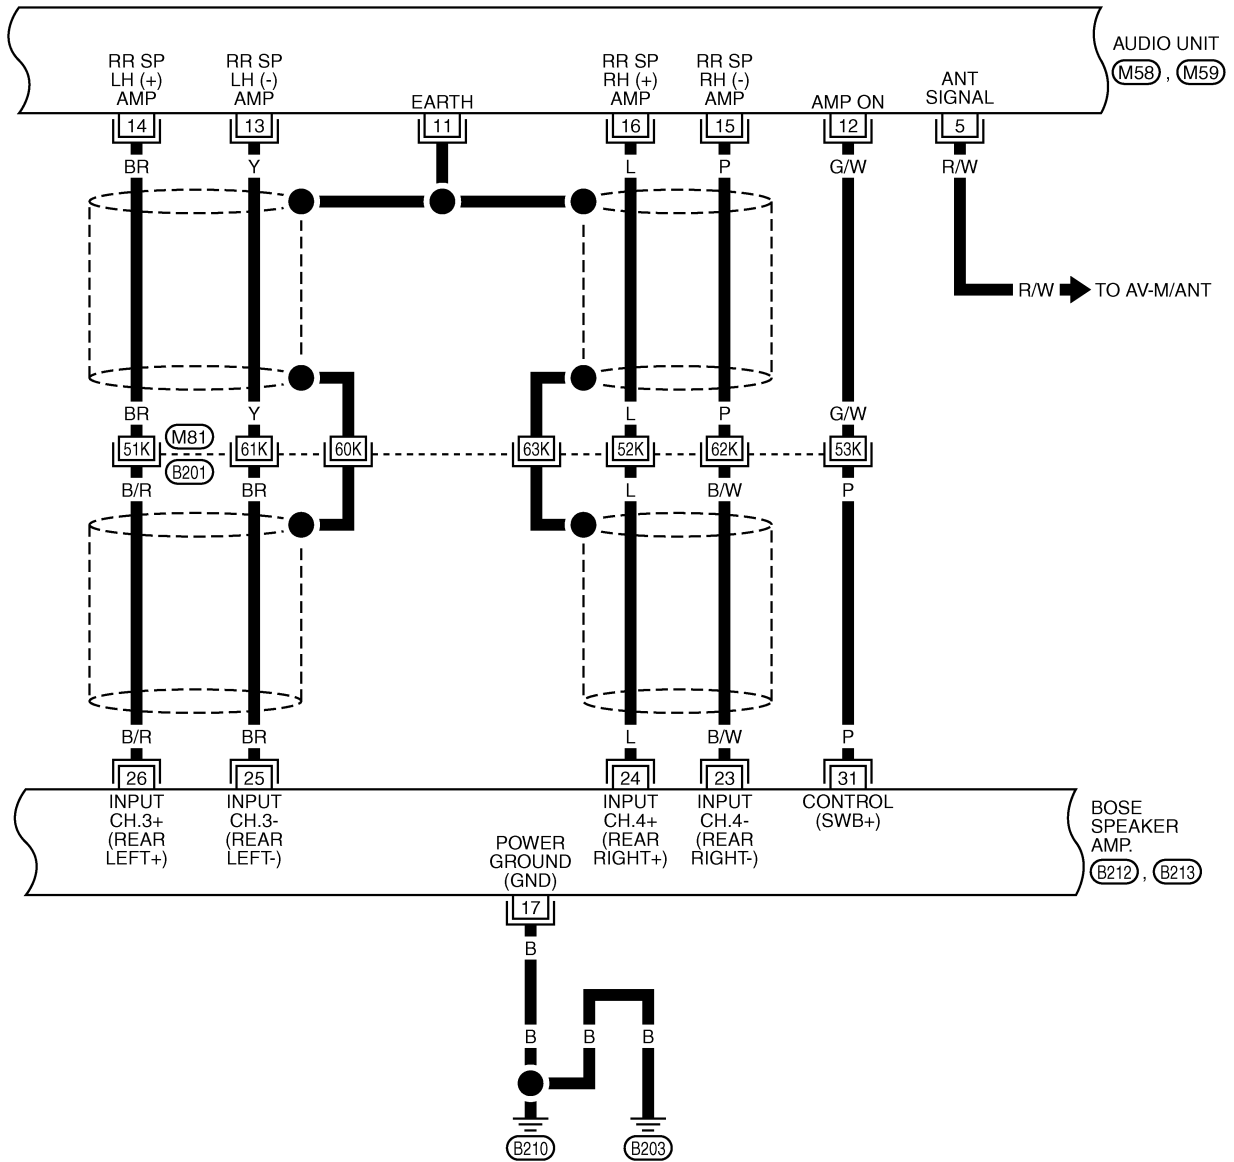 AUDIO UNIT
M58 , M59
RR SP
LH (+)
AMP
RR SP
LH (-)
AMP
EARTH
RR SP
RH (+)
AMP
RR SP
RH (-)
AMP
AMP ON
ANT
SIGNAL
14 13 11 16 15 12 5
BR Y L P G/W R/W
R/W TO AV-M/ANT
BR Y L P G/W
M81
51K 61K 60K 63K 52K 62K 53K
B201
B/R BR L B/W P
B/R BR L B/W P
26 25 24 23 31
INPUT
CH.3+
(REAR
LEFT+)
INPUT
CH.3-
(REAR
LEFT-)
INPUT
CH.4+
(REAR
RIGHT+)
INPUT
CH.4-
(REAR
RIGHT-)
CONTROL
(SWB+)
BOSE
SPEAKER
AMP.
B212 , B213
POWER
GROUND
(GND)
17
B
B B B
B210 B203